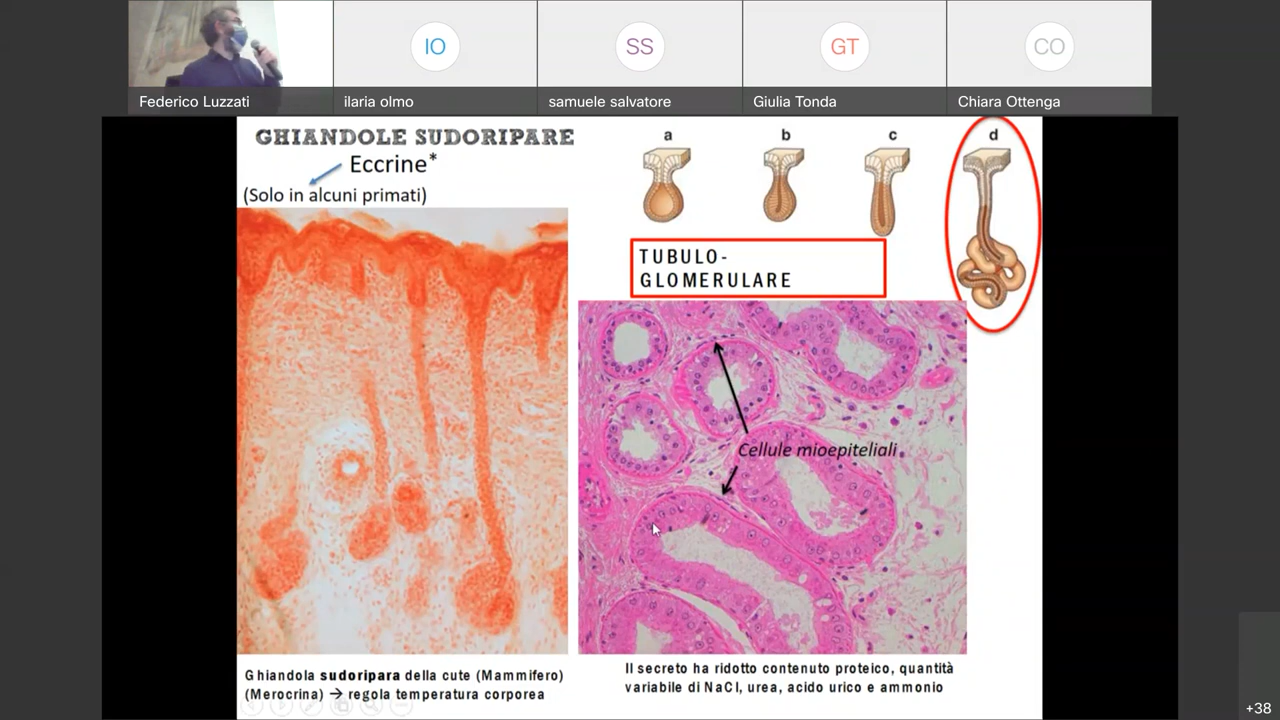 IO
SS
GT
CO
Federico Luzzati
ilaria olmo
samuele salvatore
Giulia Tonda
Chiara Ottenga
GHIANDOLE SUDORIPARE
Eccrine*
(Solo in alcuni primati)
a
b
c
d
TUBULO-
GLOMERULARE
Cellule mioepiteliali
Ghiandola sudoripara della cute (Mammifero)
(Merocrina) → regola temperatura corporea
Il secreto ha ridotto contenuto proteico, quantità
variabile di NaCl, urea, acido urico e ammonio
+38